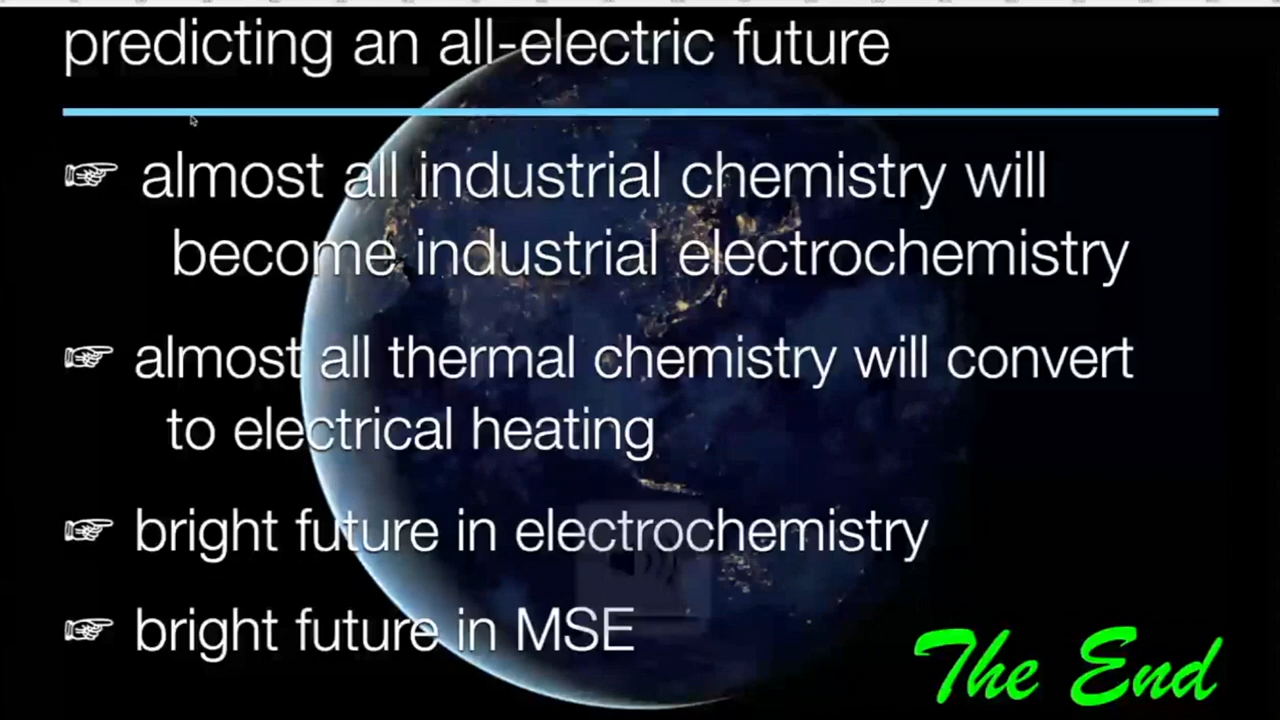 predicting an all-electric future
☞ almost all industrial chemistry will
become industrial electrochemistry
☞ almost all thermal chemistry will convert
to electrical heating
☞ bright future in electrochemistry
☞ bright future in MSE
The End